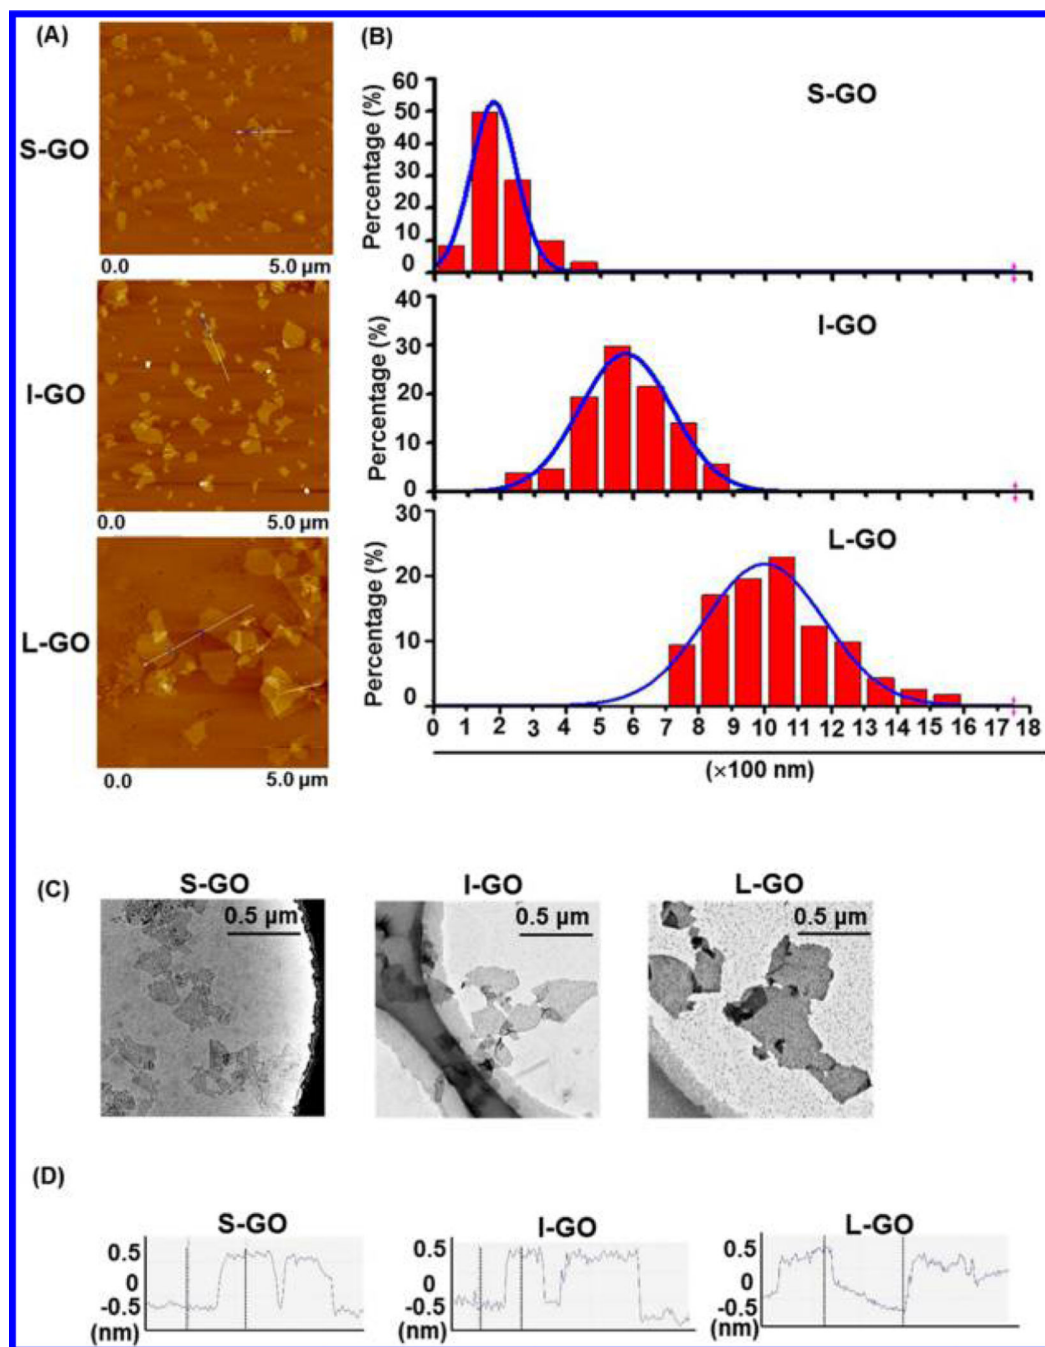 (A)
S-GO
0.0 5.0 µm
I-GO
0.0 5.0 µm
L-GO
0.0 5.0 µm
(B)
Percentage (%)
60
50
40
30
20
10
0
S-GO
Percentage (%)
40
30
20
10
0
I-GO
Percentage (%)
30
20
10
0
L-GO
0 1 2 3 4 5 6 7 8 9 10 11 12 13 14 15 16 17 18
(×100 nm)
(C)
S-GO I-GO L-GO
0.5 µm 0.5 µm 0.5 µm
(D)
S-GO I-GO L-GO
0.5 0.5 0.5
0 0 0
-0.5 -0.5 -0.5
(nm) (nm) (nm)